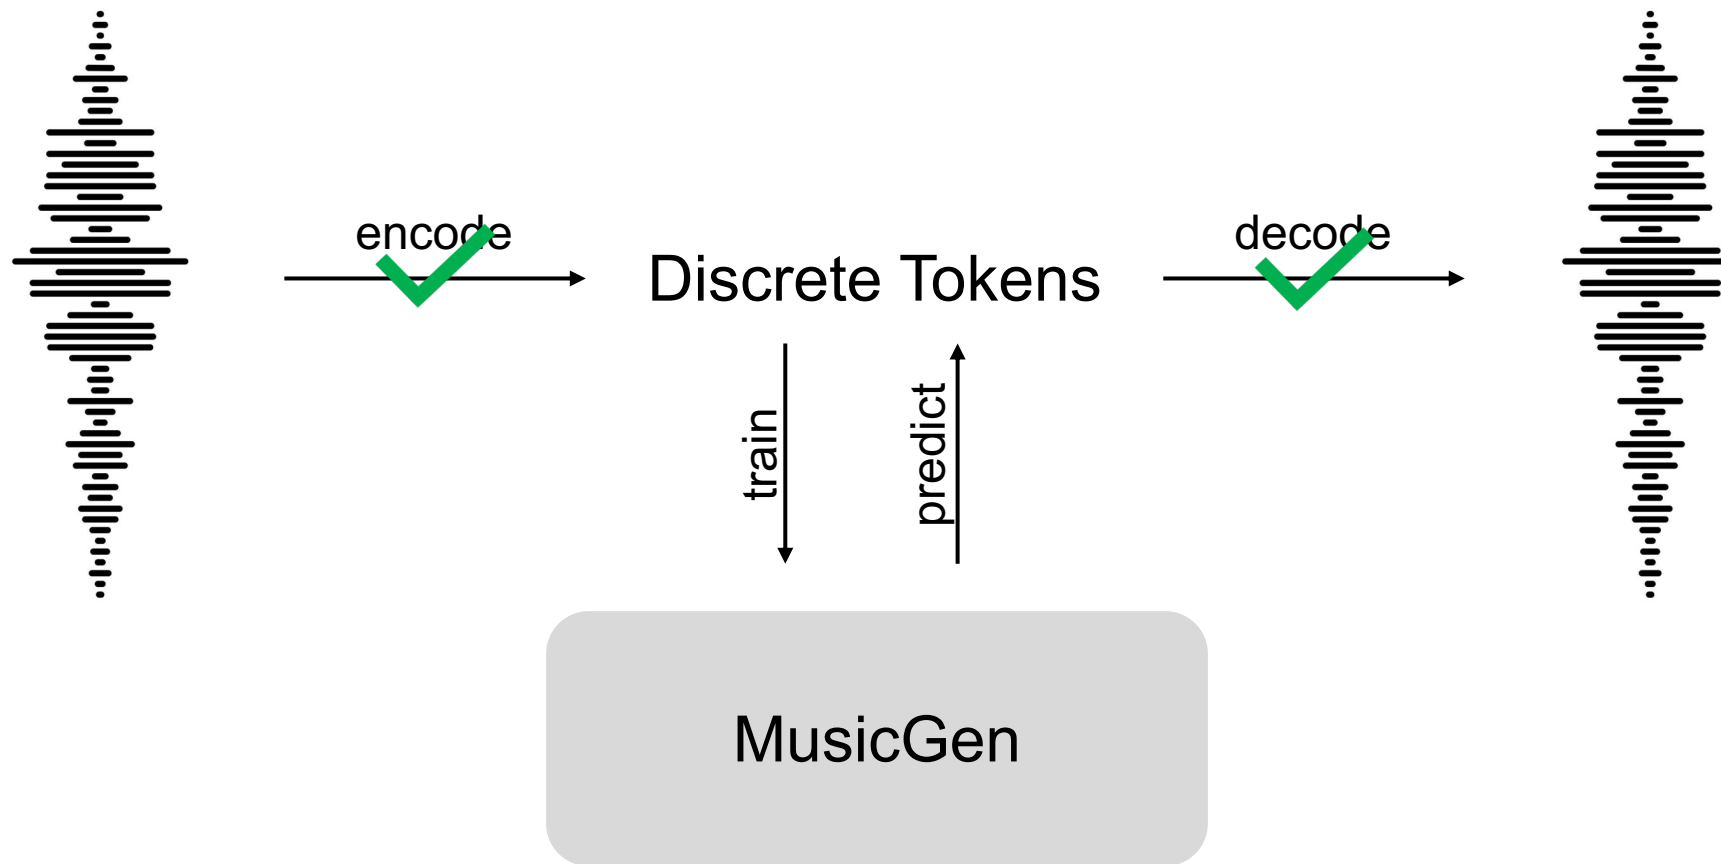 encode
decode
Discrete Tokens
train
predict
MusicGen